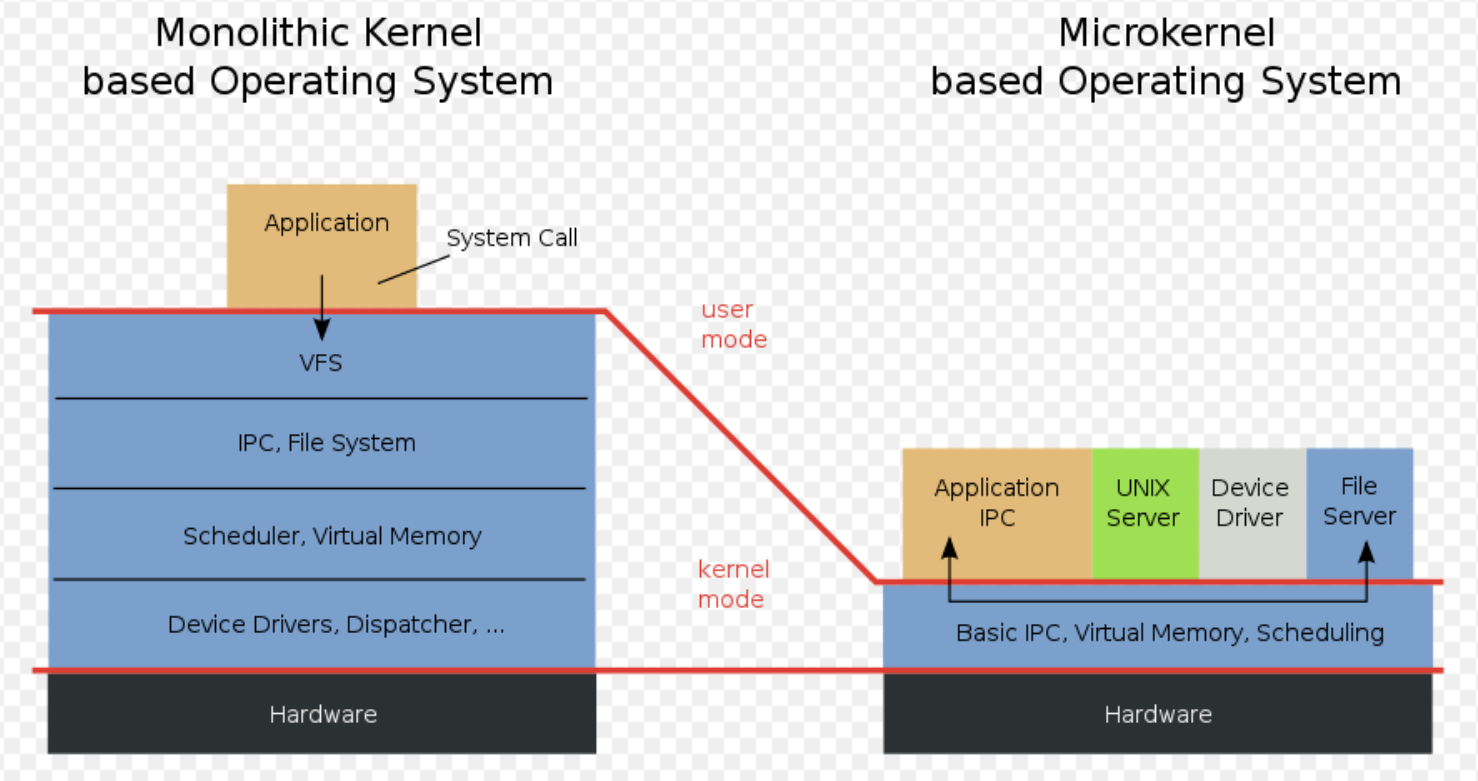 Monolithic Kernel
based Operating System
Microkernel
based Operating System
Application
System Call
user
mode
VFS
IPC, File System
Scheduler, Virtual Memory
Device Drivers, Dispatcher, ...
Hardware
kernel
mode
Application
IPC
UNIX
Server
Device
Driver
File
Server
Basic IPC, Virtual Memory, Scheduling
Hardware